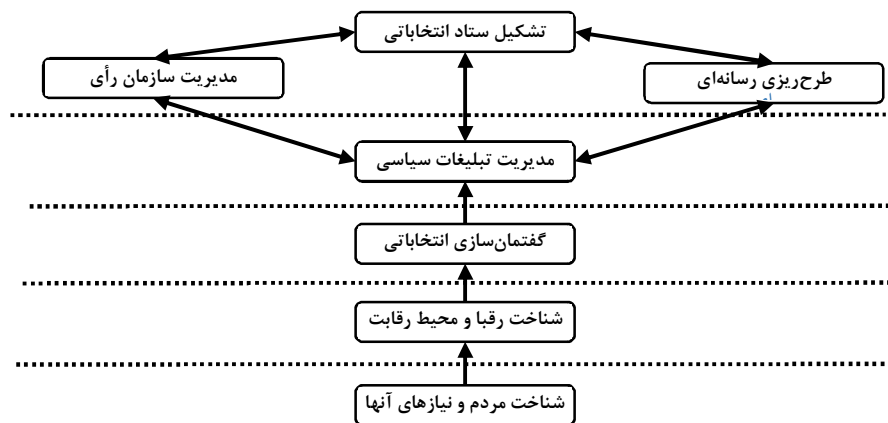 تشکیل ستاد انتخاباتی
طرح‌ریزی رسانه‌ای
مدیریت سازمان رأی
مدیریت تبلیغات سیاسی
گفتمان‌سازی انتخاباتی
شناخت رقبا و محیط رقابت
شناخت مردم و نیازهای آنها